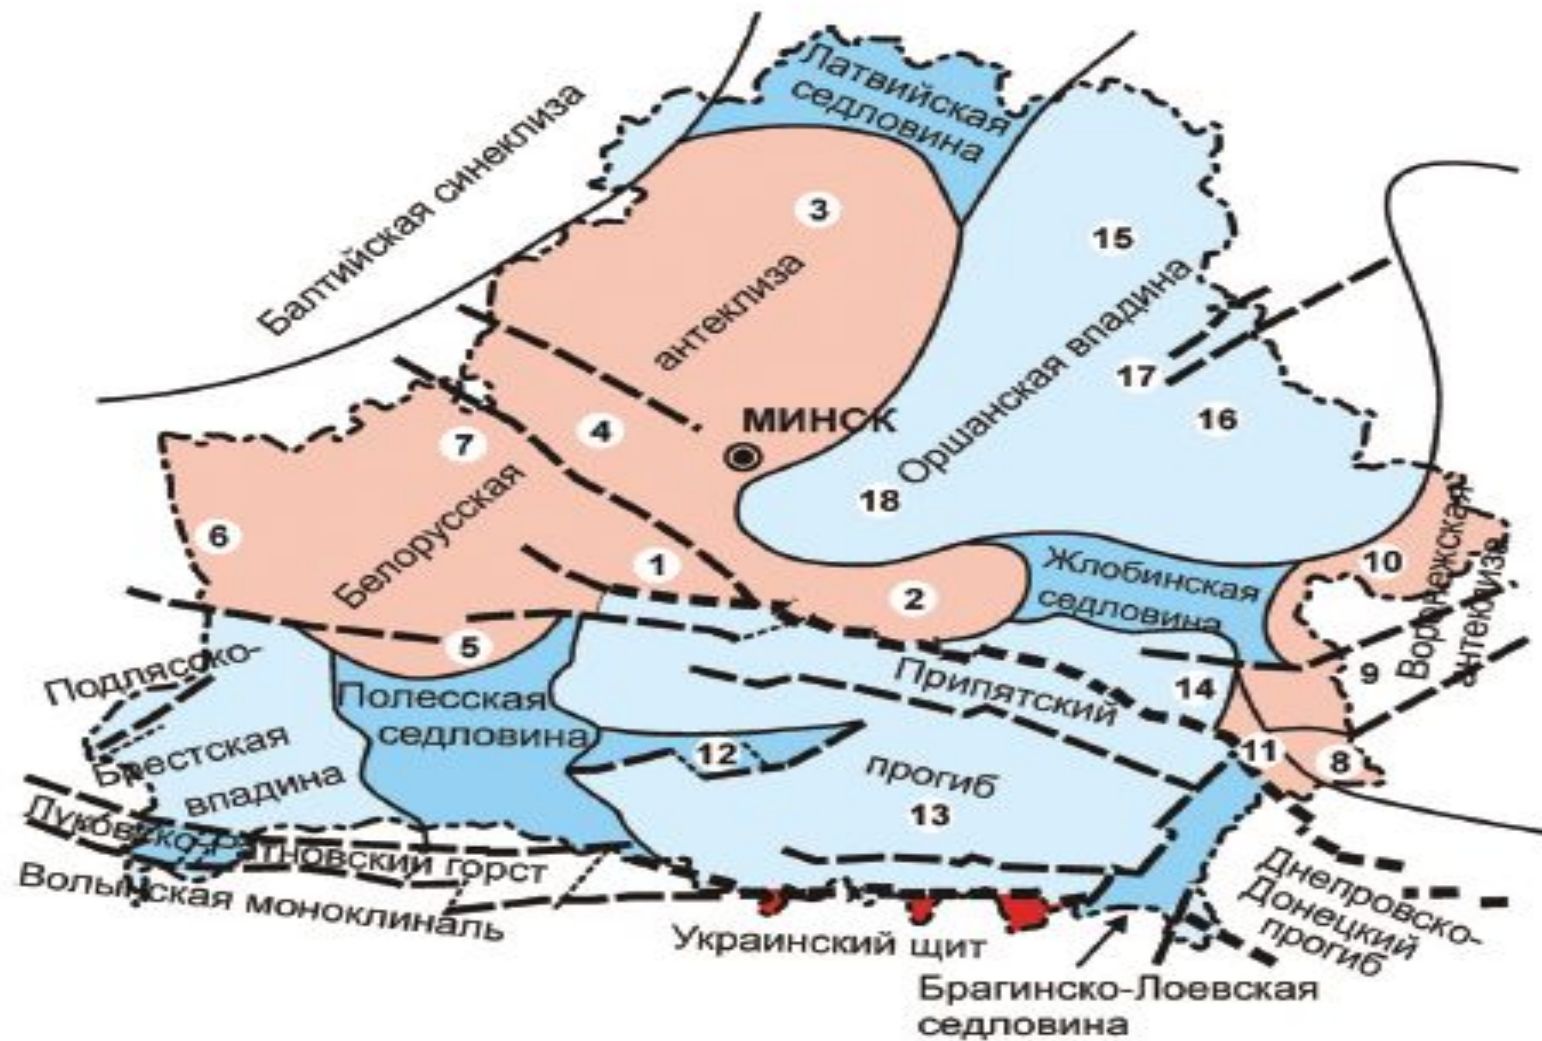 Латвийская
седловина
Балтийская синеклиза
3
15
антеклиза
Оршанская впадина
17
МИНСК
16
4
7
18
Белорусская
6
1
2
Жлобинская
седловина
10
Воронежская
антеклиза
5
9
Подлясско-
Брестская
впадина
Полесская
седловина
Припятский
прогиб
14
12
11
8
13
Луковско-Ратновский горст
Волынская моноклиналь
Украинский щит
Днепровско-
Донецкий
прогиб
Брагинско-Лоевская
седловина